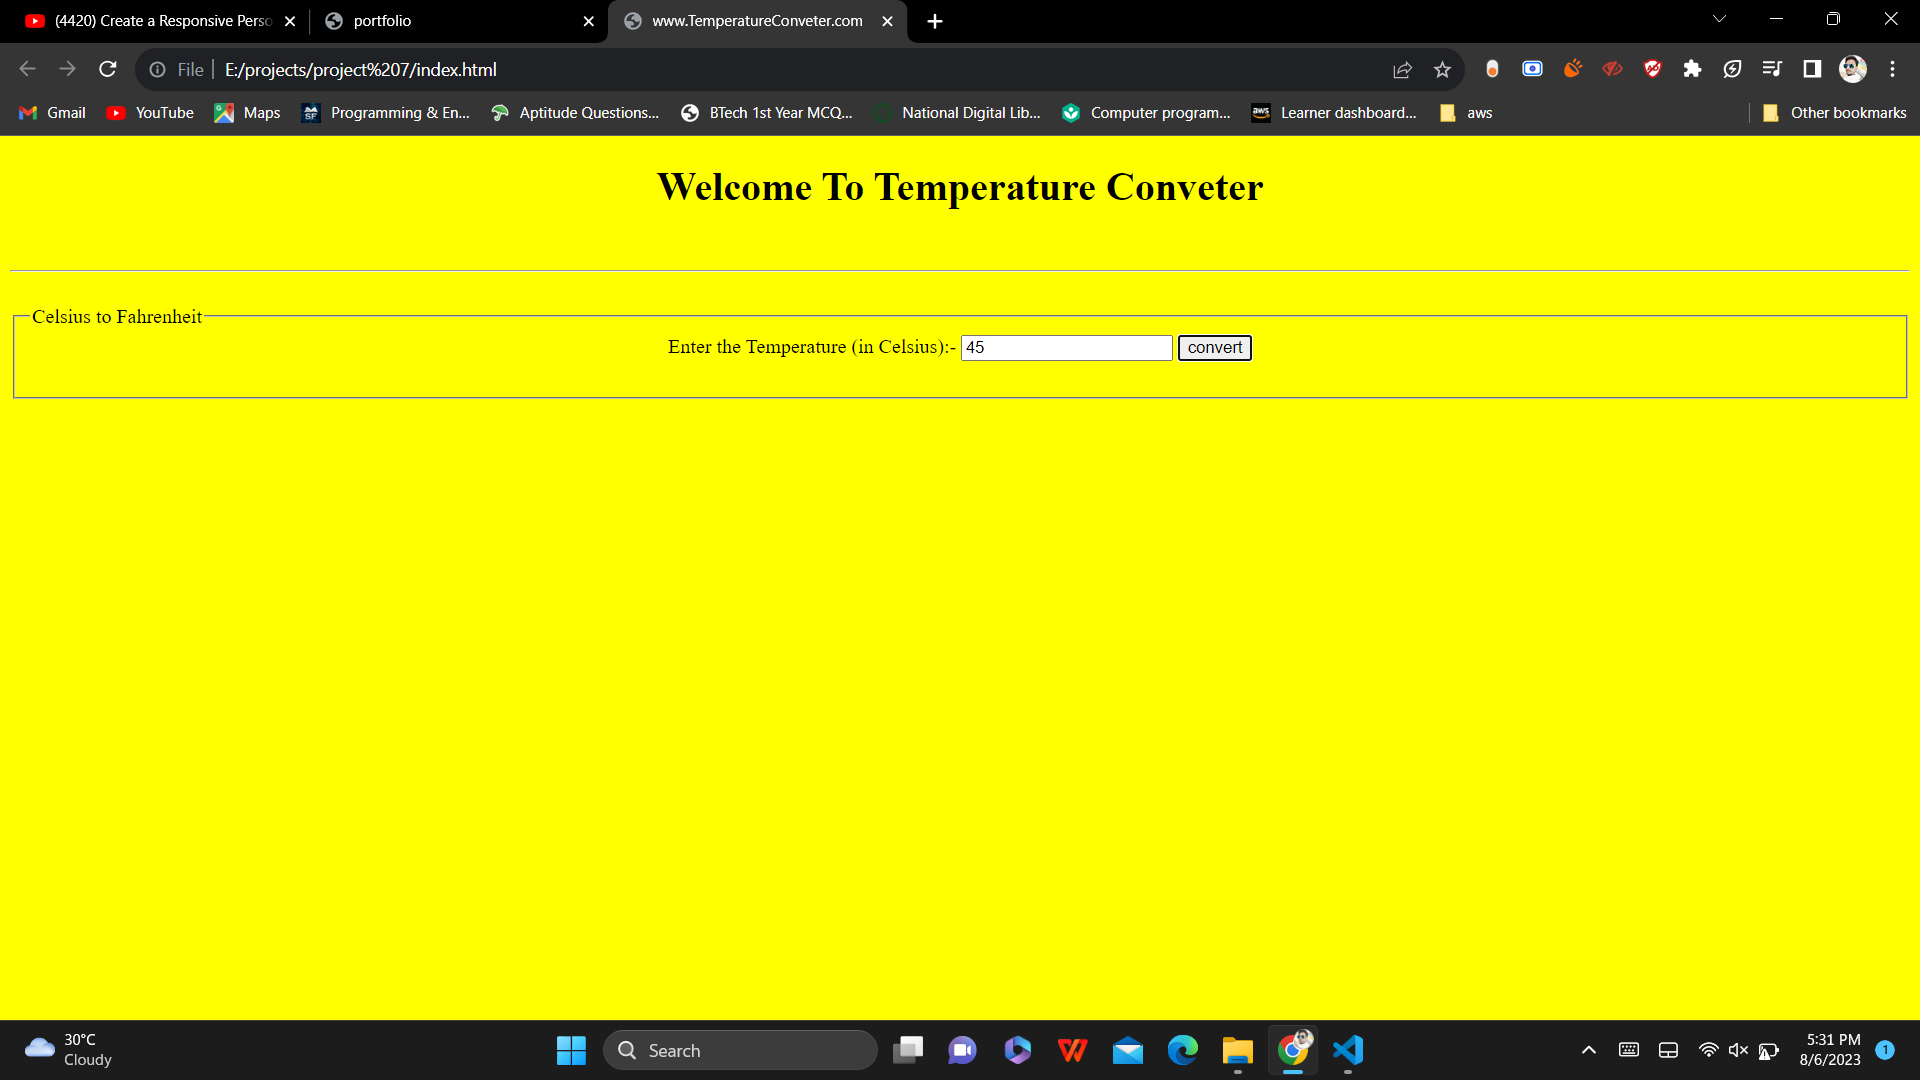 (4420) Create a Responsive Perso
portfolio
www.TemperatureConveter.com
File
E:/projects/project%207/index.html
Gmail
YouTube
Maps
Programming & En...
Aptitude Questions...
BTech 1st Year MCQ...
National Digital Lib...
Computer program...
aws
Learner dashboard...
aws
Other bookmarks
Welcome To Temperature Conveter
Celsius to Fahrenheit
Enter the Temperature (in Celsius):- 45 convert
30°C
Cloudy
Search
5:31 PM
8/6/2023
1